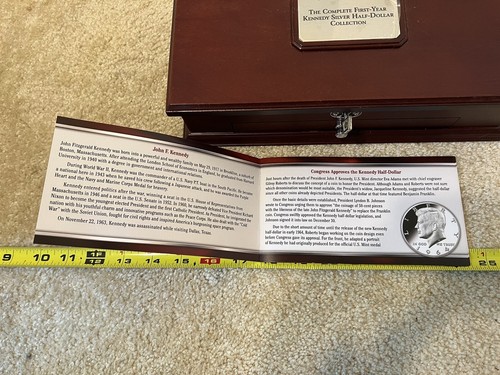 THE COMPLETE FIRST-YEAR
KENNEDY SILVER HALF-DOLLAR
COLLECTION
John F. Kennedy
John Fitzgerald Kennedy was born into a powerful and wealthy family on May 29, 1917 in Brookline, a suburb of
Boston, Massachusetts. After attending the London School of Economics in England, he graduated from Harvard
University in 1940 with a degree in government and international relations.
During World War II, Kennedy was the commander of a U.S. Navy PT boat in the South Pacific. He became
a national hero in 1943 when he saved his crew following a Japanese attack, and he was awarded the Purple
Heart and the Navy and Marine Corps Medal for bravery.
Kennedy entered politics after the war, winning a seat in the U.S. House of Representatives from
Massachusetts in 1946 and a seat in the U.S. Senate in 1952. In 1960, he narrowly defeated Richard
Nixon to become the youngest elected President and the first Catholic President. As President, he inspired the
nation with his youthful charm and innovative programs such as the Peace Corps. He also dealt with the "Cold
War" with the Soviet Union, fought for civil rights and inspired America's burgeoning space program.
On November 22, 1963, Kennedy was assassinated while visiting Dallas, Texas.
Congress Approves the Kennedy Half-Dollar
Just hours after the death of President John F. Kennedy, U.S. Mint director Eva Adams met with chief engraver
Gilroy Roberts to discuss the concept of a coin to honor the President. Although Adams and Roberts were not sure
which denomination would be most suitable, the President's widow, Jacqueline Kennedy, suggested the half-dollar
since all other coins already depicted Presidents. The half-dollar at that time featured Benjamin Franklin.
Once the basic details were established, President Lyndon B. Johnson
went to Congress urging them to approve "the coinage of 50-cent pieces
with the likeness of the late John Fitzgerald Kennedy" to replace the Franklin
coin. Congress swiftly approved the Kennedy half-dollar legislation, and
Johnson signed it into law on December 30.
Due to the short amount of time until the release of the new Kennedy
half-dollar in early 1964, Roberts began working on the coin design even
before Congress gave its approval. For the front, he adapted a portrait
of Kennedy he had originally produced for the official U.S. Mint medal.
IN GOD WE TRUST
1964
9 10 11 1F 12 13 14 15 16
1
25